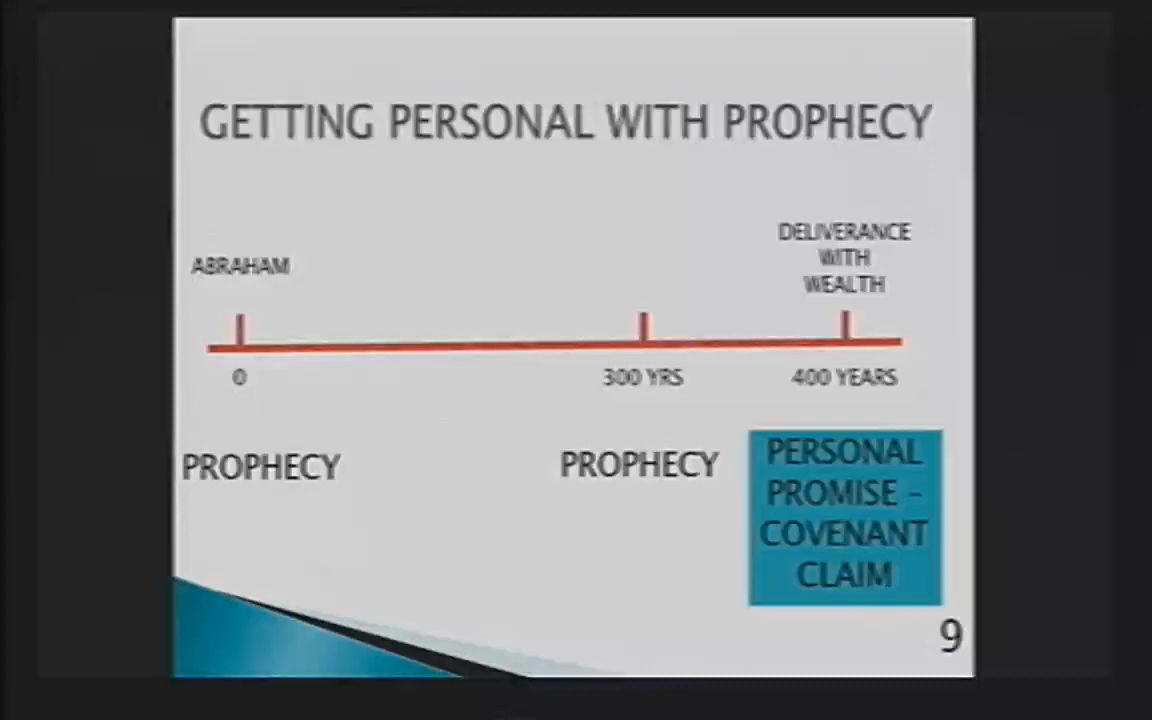 GETTING PERSONAL WITH PROPHECY
ABRAHAM
DELIVERANCE
WITH
WEALTH
0
300 YRS
400 YEARS
PROPHECY
PROPHECY
PERSONAL
PROMISE –
COVENANT
CLAIM
9